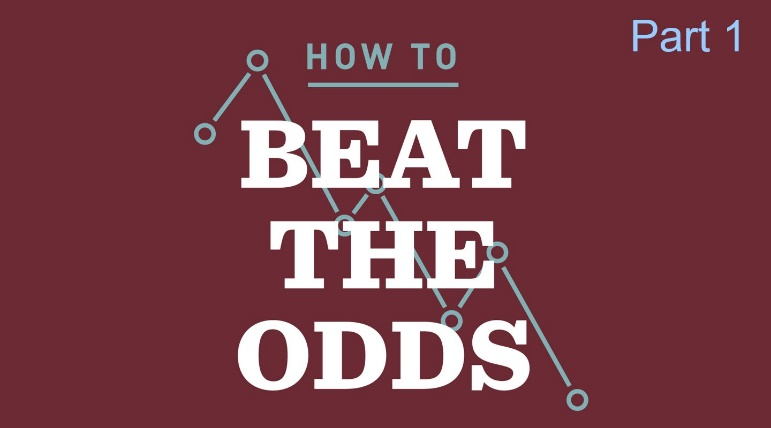 Part 1
HOW TO
BEAT
THE
ODDS